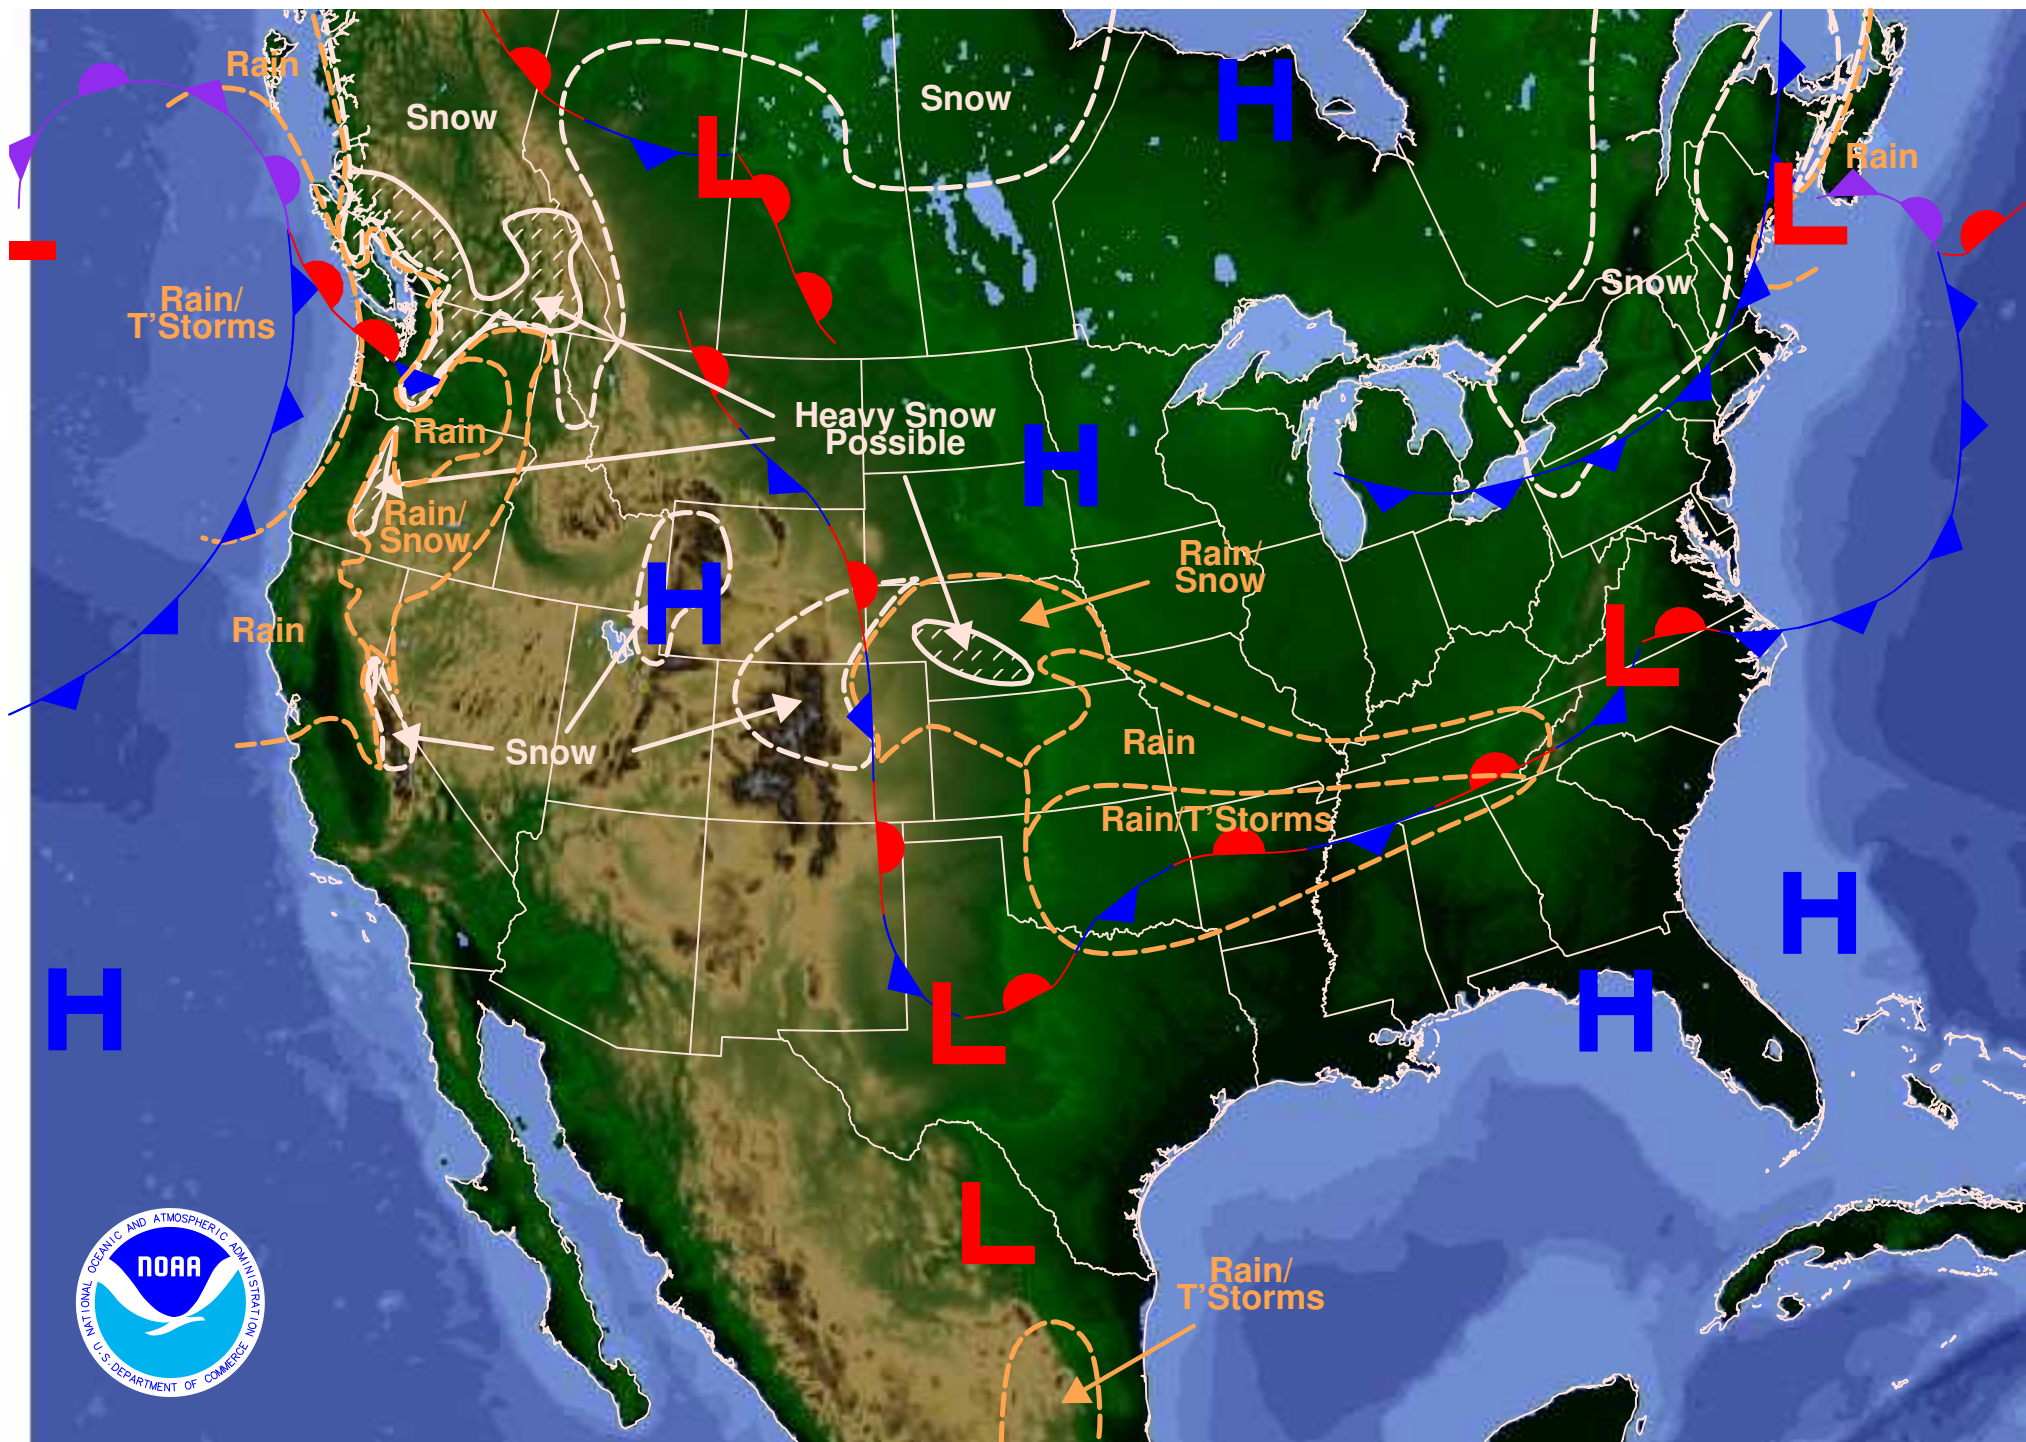 Rain
Snow
Snow
H
L
Rain
L
Snow
Rain/
T'Storms
Heavy Snow
Possible
Rain
H
Rain/
Snow
Rain/
Snow
H
Rain
L
Snow
Rain
Rain/T'Storms
H
H
H
L
L
Rain/
T'Storms
NATIONAL OCEANIC AND ATMOSPHERIC ADMINISTRATION
NOAA
U.S. DEPARTMENT OF COMMERCE